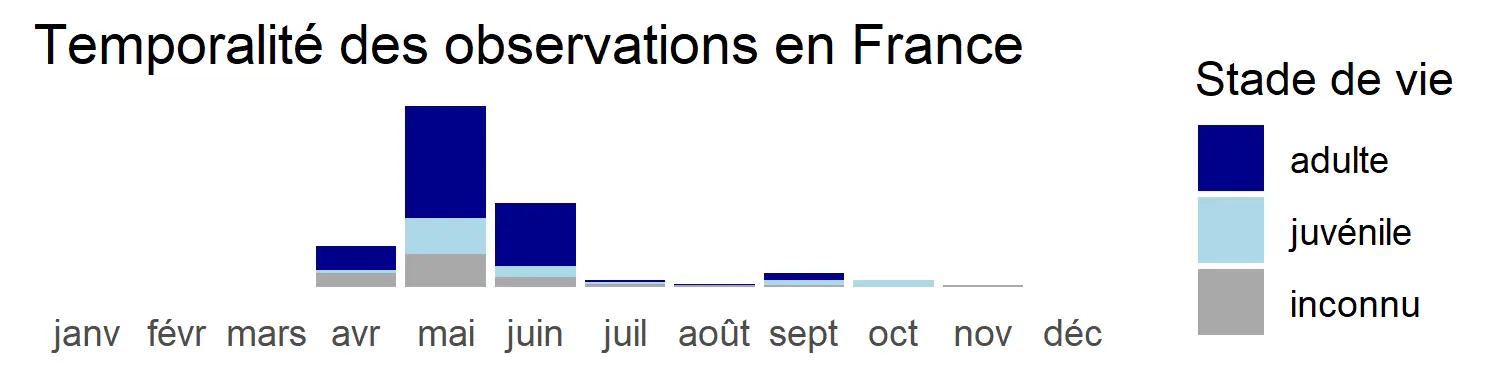 Temporalité des observations en France
Stade de vie
adulte
juvénile
inconnu
janv févr mars avr mai juin juil août sept oct nov déc